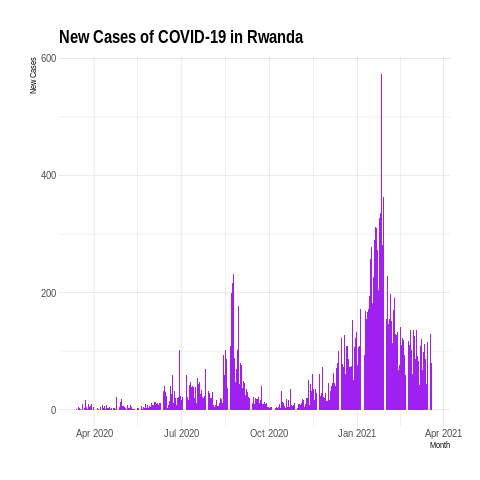 New Cases of COVID-19 in Rwanda
New Cases
600
400
200
0
Apr 2020
Jul 2020
Oct 2020
Jan 2021
Apr 2021
Month